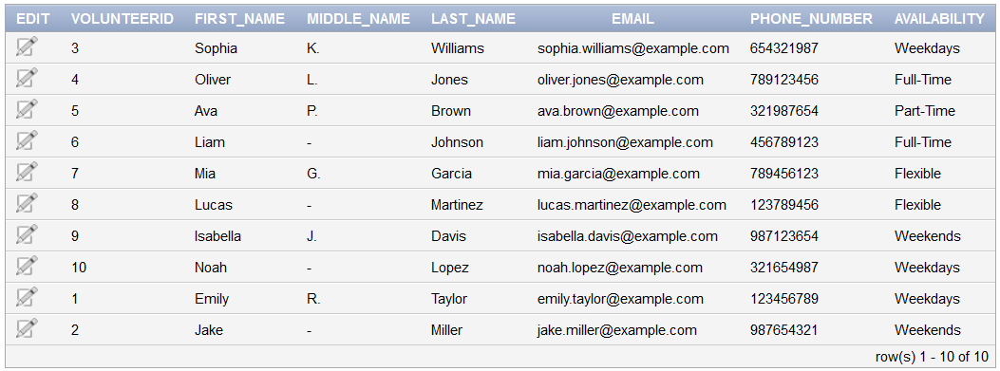 EDIT VOLUNTEERID FIRST_NAME MIDDLE_NAME LAST_NAME EMAIL PHONE_NUMBER AVAILABILITY
3 Sophia K. Williams sophia.williams@example.com 654321987 Weekdays
4 Oliver L. Jones oliver.jones@example.com 789123456 Full-Time
5 Ava P. Brown ava.brown@example.com 321987654 Part-Time
6 Liam - Johnson liam.johnson@example.com 456789123 Full-Time
7 Mia G. Garcia mia.garcia@example.com 789456123 Flexible
8 Lucas - Martinez lucas.martinez@example.com 123789456 Flexible
9 Isabella J. Davis isabella.davis@example.com 987123654 Weekends
10 Noah - Lopez noah.lopez@example.com 321654987 Weekdays
1 Emily R. Taylor emily.taylor@example.com 123456789 Weekdays
2 Jake - Miller jake.miller@example.com 987654321 Weekends
row(s) 1 - 10 of 10